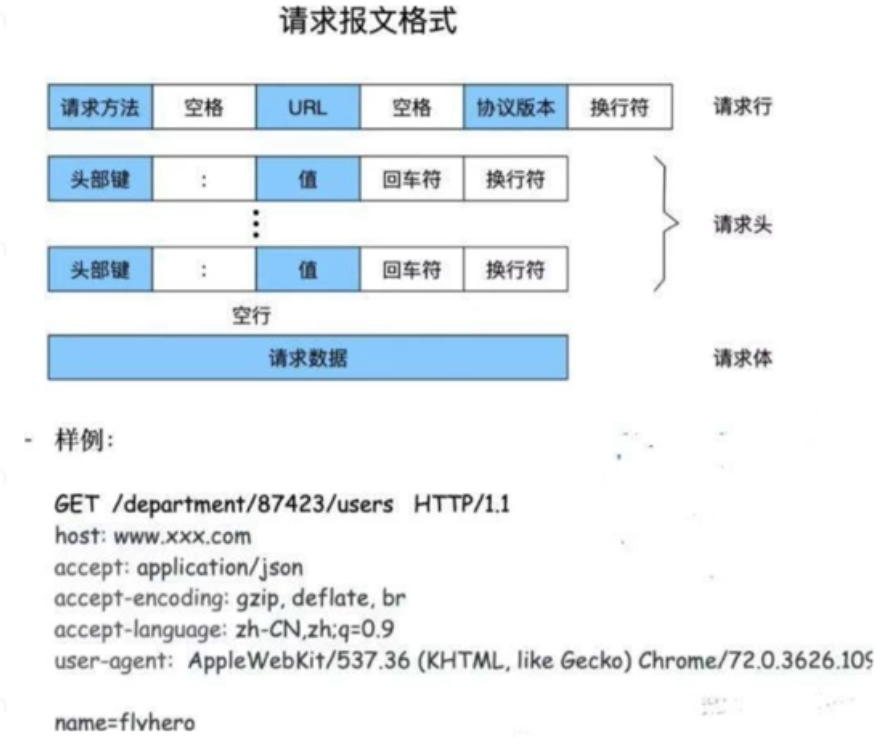 请求报文格式
请求方法 空格 URL 空格 协议版本 换行符 请求行
头部键 : 值 回车符 换行符
请求头
头部键 : 值 回车符 换行符
空行
请求数据 请求体
- 样例:
GET /department/87423/users HTTP/1.1
host: www.xxx.com
accept: application/json
accept-encoding: gzip, deflate, br
accept-language: zh-CN,zh;q=0.9
user-agent: AppleWebKit/537.36 (KHTML, like Gecko) Chrome/72.0.3626.109
name=flyhero